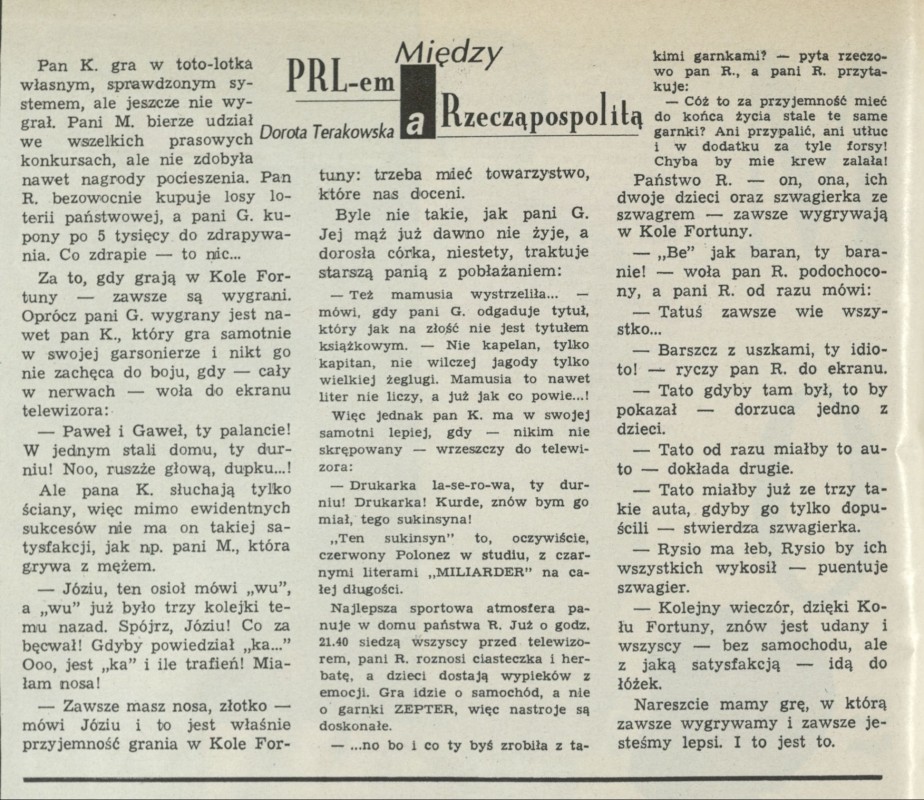 Między
PRL-em
a
Rzecząpospolitą
Dorota Terakowska
Pan K. gra w toto-lotka
własnym, sprawdzonym sy-
stemem, ale jeszcze nie wy-
grał. Pani M. bierze udział
we wszelkich prasowych
konkursach, ale nie zdobyła
nawet nagrody pocieszenia. Pan
R. bezowocnie kupuje losy lo-
terii państwowej, a pani G. ku-
pony po 5 tysięcy do zdrapywa-
nia. Co zdrapie — to nic...
Za to, gdy grają w Kole For-
tuny — zawsze są wygrani.
Oprócz pani G. wygrany jest na-
wet pan K., który gra samotnie
w swojej garsonierze i nikt go
nie zachęca do boju, gdy — cały
w nerwach — woła do ekranu
telewizora:
— Paweł i Gaweł, ty palancie!
W jednym stali domu, ty dur-
niu! Noo, ruszże głową, dupku...!
Ale pana K. słuchają tylko
ściany, więc mimo ewidentnych
sukcesów nie ma on takiej sa-
tysfakcji, jak np. pani M., która
grywa z mężem.
— Józiu, ten osioł mówi „wu",
a „wu" już było trzy kolejki te-
mu nazad. Spójrz, Józiu! Co za
bęcwał! Gdyby powiedział „ka..."
Ooo, jest „ka" i ile trafień! Mia-
łam nosa!
— Zawsze masz nosa, złotko —
mówi Józiu i to jest właśnie
przyjemność grania w Kole For-
tuny: trzeba mieć towarzystwo,
które nas doceni.
Byle nie takie, jak pani G.
Jej mąż już dawno nie żyje, a
dorosła córka, niestety, traktuje
starszą panią z pobłażaniem:
— Też mamusia wystrzeliła... —
mówi, gdy pani G. odgaduje tytuł,
który jak na złość nie jest tytułem
książkowym. — Nie kapelan, tylko
kapitan, nie wilczej jagody tylko
wielkiej żeglugi. Mamusia to nawet
liter nie liczy, a już jak co powie...!
Więc jednak pan K. ma w swojej
samotni lepiej, gdy — nikim nie
skrępowany — wrzeszczy do telewi-
zora:
— Drukarka la-se-ro-wa, ty dur-
niu! Drukarka! Kurde, znów bym go
miał, tego sukinsyna!
„Ten sukinsyn" to, oczywiście,
czerwony Polonez w studiu, z czar-
nymi literami „MILIARDER" na ca-
łej długości.
Najlepsza sportowa atmosfera pa-
nuje w domu państwa R. Już o godz.
21.40 siedzą wszyscy przed telewizo-
rem, pani R. roznosi ciasteczka i her-
batę, a dzieci dostają wypieków z
emocji. Gra idzie o samochód, a nie
o garnki ZEPTER, więc nastroje są
doskonałe.
— ...no bo i co ty byś zrobiła z ta-
kimi garnkami? — pyta rzeczo-
wo pan R., a pani R. przyta-
kuje:
— Cóż to za przyjemność mieć
do końca życia stale te same
garnki? Ani przypalić, ani utłuc
i w dodatku za tyle forsy!
Chyba by mie krew zalała!
Państwo R. — on, ona, ich
dwoje dzieci oraz szwagierka ze
szwagrem — zawsze wygrywają
w Kole Fortuny.
— „Be" jak baran, ty bara-
nie! — woła pan R. podochoco-
ny, a pani R. od razu mówi:
— Tatuś zawsze wie wszy-
stko...
— Barszcz z uszkami, ty idio-
to! — ryczy pan R. do ekranu.
— Tato gdyby tam był, to by
pokazał — dorzuca jedno z
dzieci.
— Tato od razu miałby to au-
to — dokłada drugie.
— Tato miałby już ze trzy ta-
kie auta, gdyby go tylko dopu-
ścili — stwierdza szwagierka.
— Rysio ma łeb, Rysio by ich
wszystkich wykosił — puentuje
szwagier.
— Kolejny wieczór, dzięki Ko-
łu Fortuny, znów jest udany i
wszyscy — bez samochodu, ale
z jaką satysfakcją — idą do
łóżek.
Nareszcie mamy grę, w którą
zawsze wygrywamy i zawsze je-
steśmy lepsi. I to jest to.